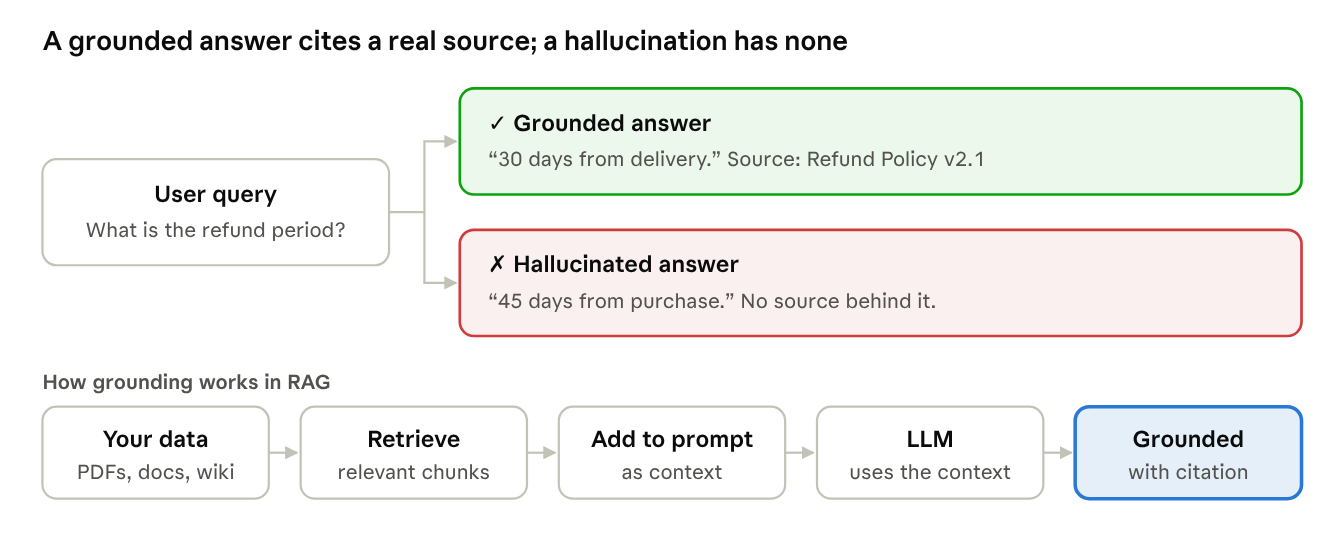 A grounded answer cites a real source; a hallucination has none
✓ Grounded answer
“30 days from delivery.” Source: Refund Policy v2.1
User query
What is the refund period?
✗ Hallucinated answer
“45 days from purchase.” No source behind it.
How grounding works in RAG
Your data
PDFs, docs, wiki
Retrieve
relevant chunks
Add to prompt
as context
LLM
uses the context
Grounded
with citation